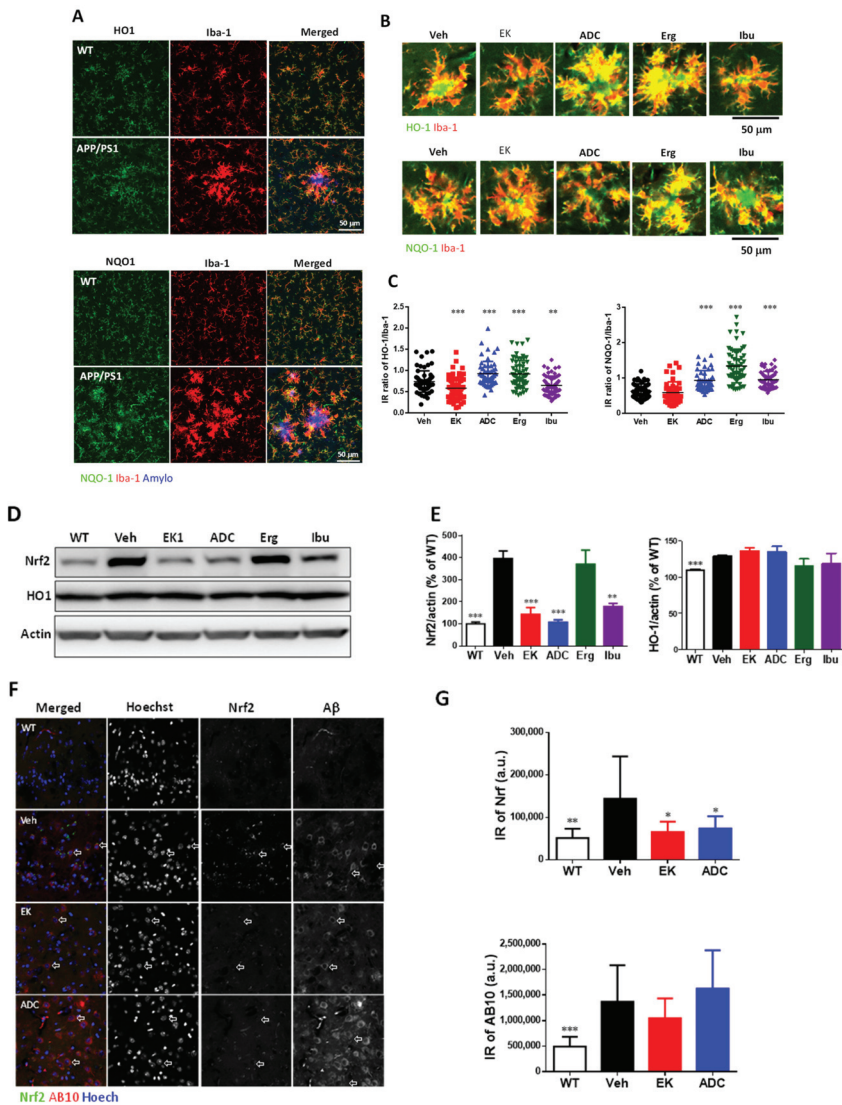 A
HO1 Iba-1 Merged
WT
APP/PS1
50 µm
NQO1 Iba-1 Merged
WT
APP/PS1
50 µm
NQO-1 Iba-1 Amylo
B
Veh EK ADC Erg Ibu
HO-1 Iba-1
50 µm
Veh EK ADC Erg Ibu
NQO-1 Iba-1
50 µm
C
IR ratio of HO-1/Iba-1
2.5
2.0
1.5
1.0
0.5
0.0
*** *** *** **
Veh EK ADC Erg Ibu
IR ratio of NQO-1/Iba-1
3
2
1
0
*** *** ***
Veh EK ADC Erg Ibu
D
WT Veh EK1 ADC Erg Ibu
Nrf2
HO1
Actin
E
Nrf2/actin (% of WT)
500
400
300
200
100
0
*** *** *** **
WT Veh EK ADC Erg Ibu
HO-1/actin (% of WT)
150
100
50
0
***
WT Veh EK ADC Erg Ibu
F
Merged Hoechst Nrf2 Aβ
WT
Veh
EK
ADC
Nrf2 AB10 Hoech
G
IR of Nrf (a.u.)
300,000
200,000
100,000
0
** * *
WT Veh EK ADC
IR of AB10 (a.u.)
2,500,000
2,000,000
1,500,000
1,000,000
500,000
0
***
WT Veh EK ADC